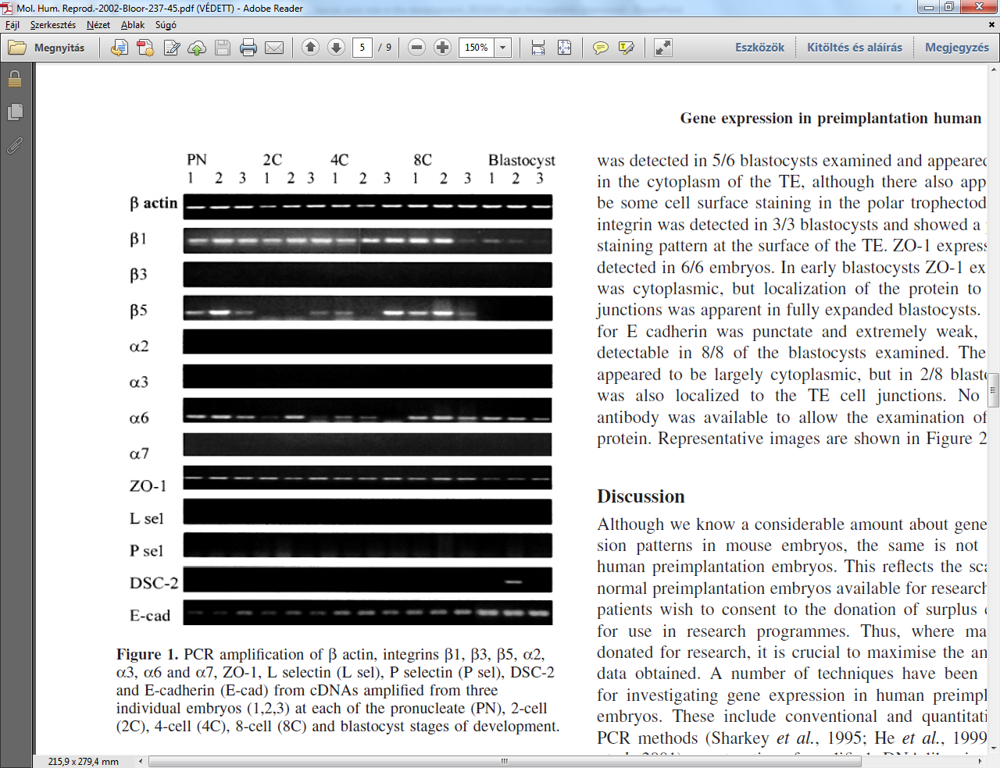 Mol. Hum. Reprod.-2002-Bloor-237-45.pdf (VÉDETT) - Adobe Reader
Fájl Szerkesztés Nézet Ablak Súgó
Megnyitás 5 / 9 150% Eszközök Kitöltés és aláírás Megjegyzés
Gene expression in preimplantation human
PN 2C 4C 8C Blastocyst
1 2 3 1 2 3 1 2 3 1 2 3 1 2 3
β actin
β1
β3
β5
α2
α3
α6
α7
ZO-1
L sel
P sel
DSC-2
E-cad
Figure 1. PCR amplification of β actin, integrins β1, β3, β5, α2,
α3, α6 and α7, ZO-1, L selectin (L sel), P selectin (P sel), DSC-2
and E-cadherin (E-cad) from cDNAs amplified from three
individual embryos (1,2,3) at each of the pronucleate (PN), 2-cell
(2C), 4-cell (4C), 8-cell (8C) and blastocyst stages of development.
was detected in 5/6 blastocysts examined and appeared
in the cytoplasm of the TE, although there also app
be some cell surface staining in the polar trophectod
integrin was detected in 3/3 blastocysts and showed a
staining pattern at the surface of the TE. ZO-1 express
detected in 6/6 embryos. In early blastocysts ZO-1 ex
was cytoplasmic, but localization of the protein to
junctions was apparent in fully expanded blastocysts.
for E cadherin was punctate and extremely weak,
detectable in 8/8 of the blastocysts examined. The
appeared to be largely cytoplasmic, but in 2/8 blasto
was also localized to the TE cell junctions. No
antibody was available to allow the examination of
protein. Representative images are shown in Figure 2
Discussion
Although we know a considerable amount about gene
sion patterns in mouse embryos, the same is not
human preimplantation embryos. This reflects the sca
normal preimplantation embryos available for research
patients wish to consent to the donation of surplus
for use in research programmes. Thus, where ma
donated for research, it is crucial to maximise the an
data obtained. A number of techniques have been
for investigating gene expression in human preimpl
embryos. These include conventional and quantitati
PCR methods (Sharkey et al., 1995; He et al., 1999
215,9 x 279,4 mm